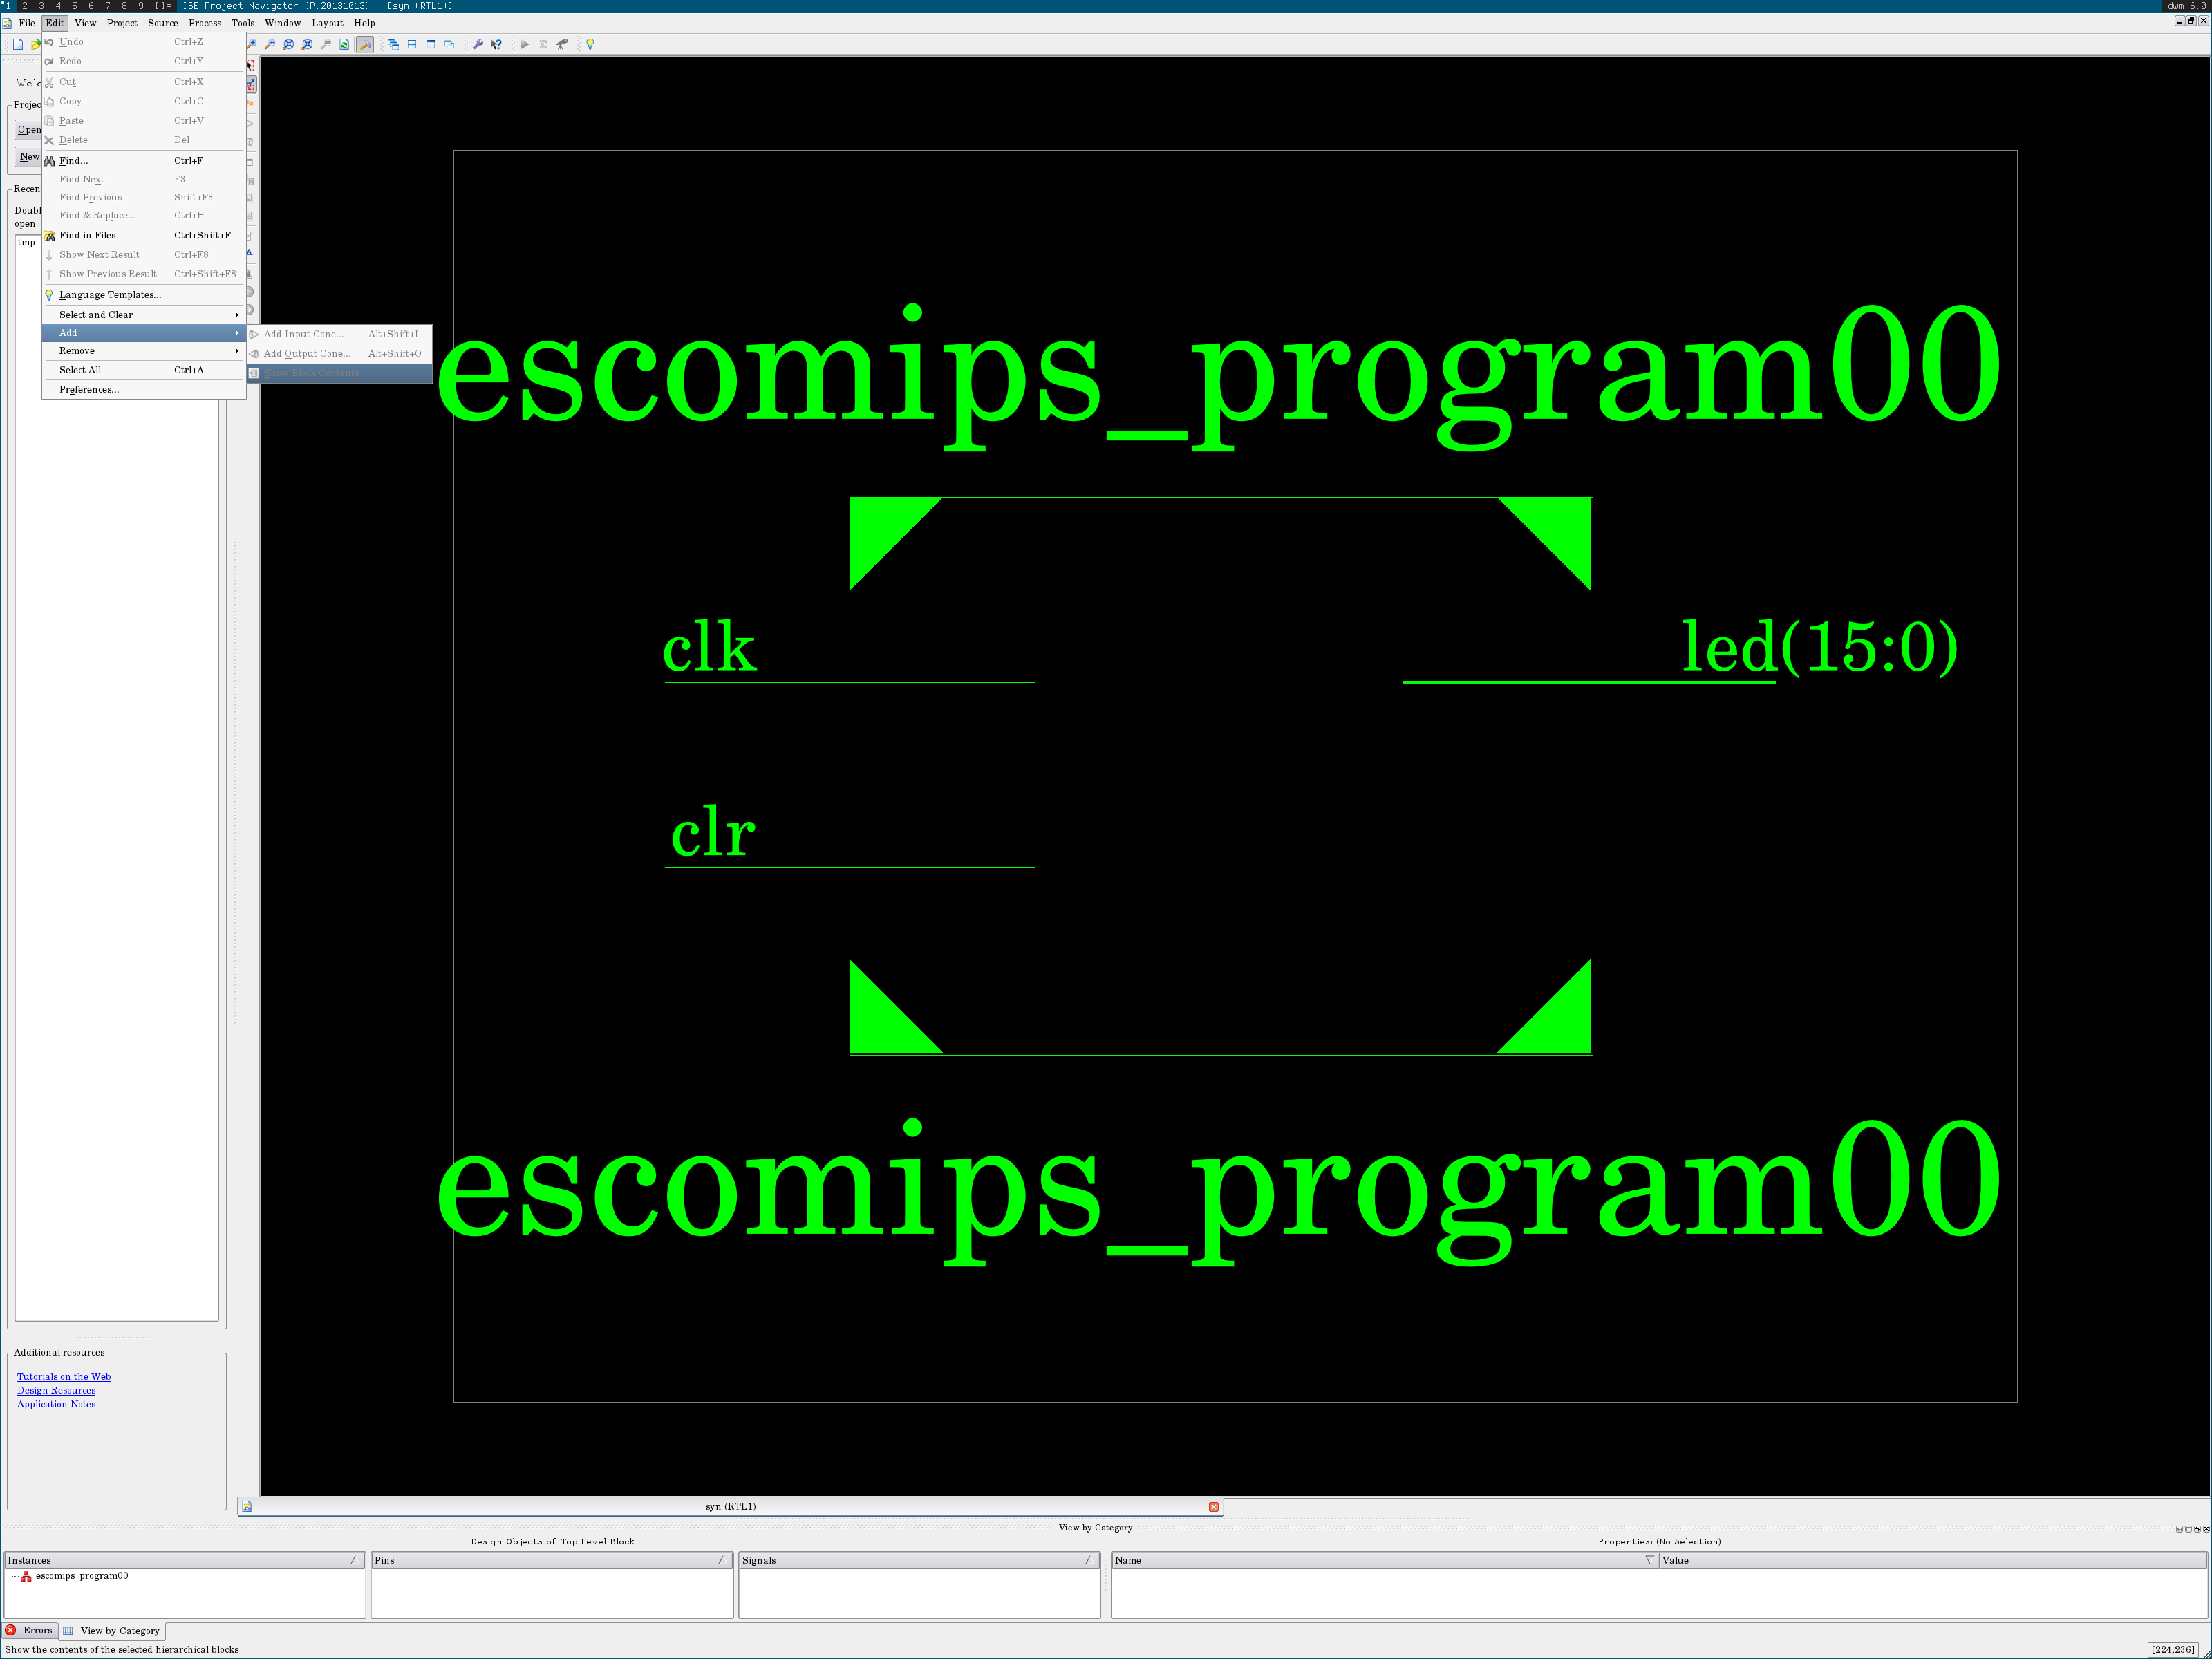 1 2 3 4 5 6 7 8 9 []= ISE Project Navigator (P.20131013) - [syn (RTL1)] dwm-6.0
File Edit View Project Source Process Tools Window Layout Help
Undo Ctrl+Z
Redo Ctrl+Y
Cut Ctrl+X
Copy Ctrl+C
Paste Ctrl+V
Delete Del
Find... Ctrl+F
Find Next F3
Find Previous Shift+F3
Find & Replace... Ctrl+H
Find in Files Ctrl+Shift+F
Show Next Result Ctrl+F8
Show Previous Result Ctrl+Shift+F8
Language Templates...
Select and Clear
Add
Remove
Select All Ctrl+A
Preferences...
Add Input Cone... Alt+Shift+I
Add Output Cone... Alt+Shift+O
Show Block Contents
Welc
Projec
Open
New
Recen
Doubl
open
tmp
escomips_program00
clk
led(15:0)
clr
escomips_program00
Additional resources
Tutorials on the Web
Design Resources
Application Notes
syn (RTL1)
View by Category
Design Objects of Top Level Block
Properties: (No Selection)
Instances Pins Signals Name Value
escomips_program00
Errors View by Category
Show the contents of the selected hierarchical blocks
[224,236]